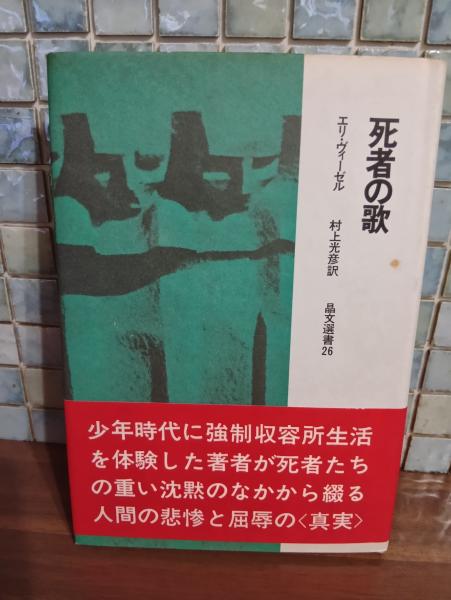 死者の歌
エリ・ヴィーゼル
村上光彦訳
晶文選書
26
少年時代に強制収容所生活
を体験した著者が死者たち
の重い沈黙のなかから綴る
人間の悲惨と屈辱の〈真実〉